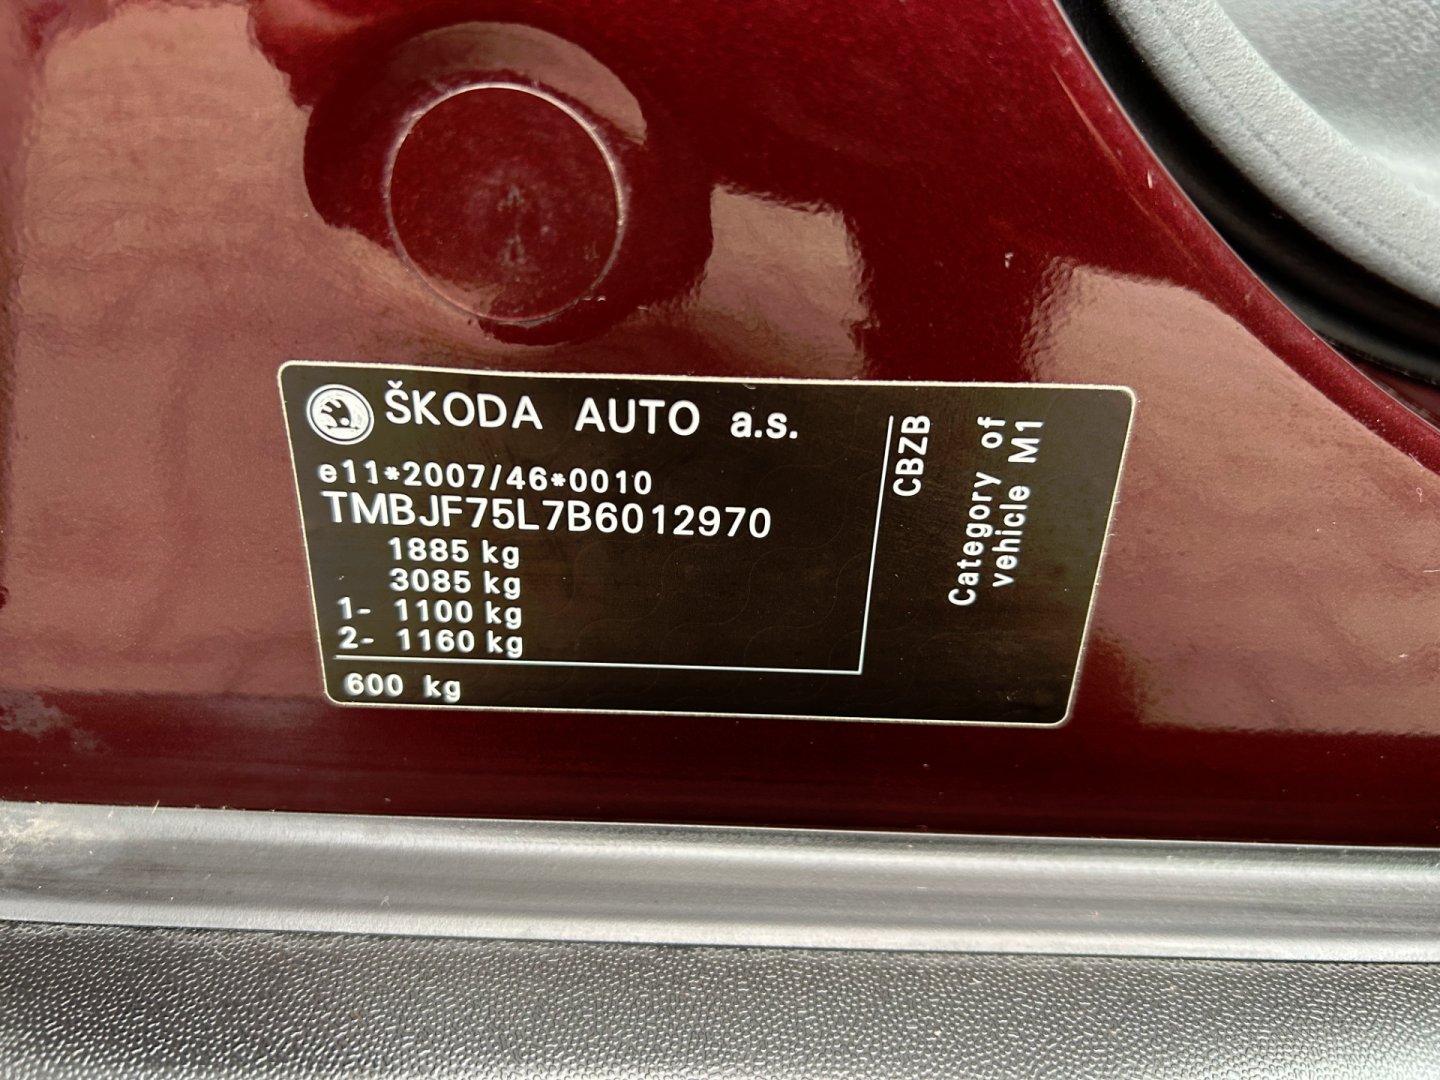 ŠKODA AUTO a.s.
e11*2007/46*0010
TMBJF75L7B6012970
1885 kg
3085 kg
1- 1100 kg
2- 1160 kg
600 kg
CBZB
Category of
vehicle M1